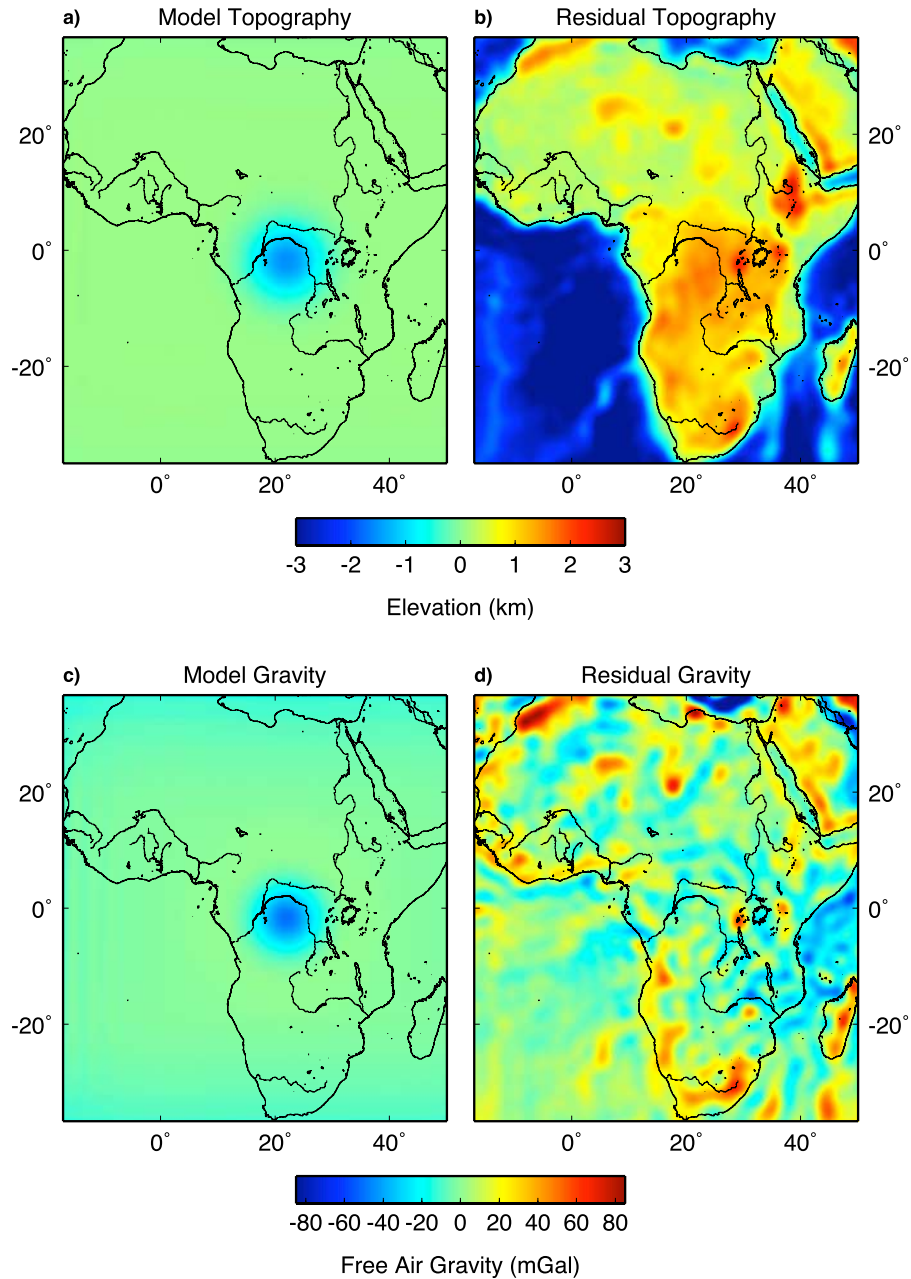 a) Model Topography
b) Residual Topography
20˚ 20˚
0˚ 0˚
-20˚ -20˚
0˚ 20˚ 40˚ 0˚ 20˚ 40˚
-3 -2 -1 0 1 2 3
Elevation (km)
c) Model Gravity
d) Residual Gravity
20˚ 20˚
0˚ 0˚
-20˚ -20˚
0˚ 20˚ 40˚ 0˚ 20˚ 40˚
-80 -60 -40 -20 0 20 40 60 80
Free Air Gravity (mGal)